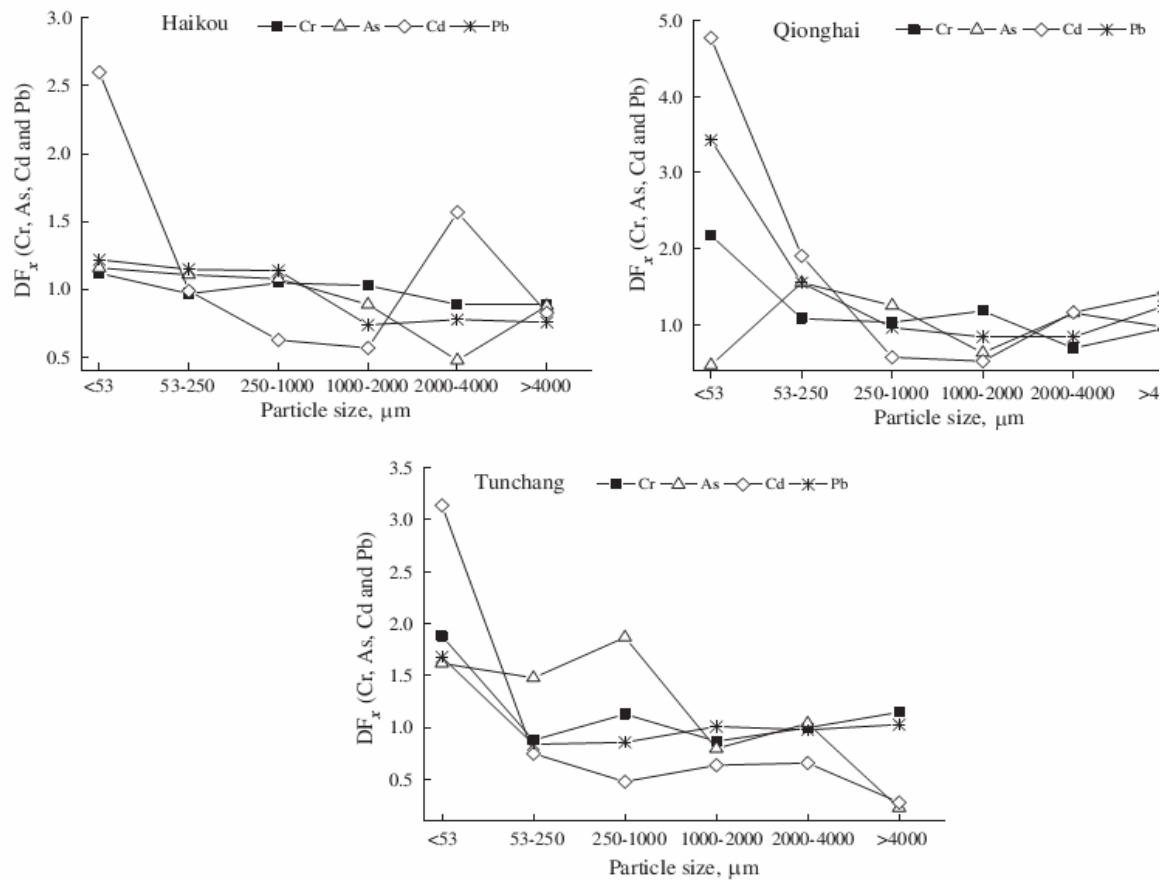 Haikou
Cr As Cd Pb
DFx (Cr, As, Cd and Pb)
3.0
2.5
2.0
1.5
1.0
0.5
<53 53-250 250-1000 1000-2000 2000-4000 >4000
Particle size, μm
Qionghai
Cr As Cd Pb
DFx (Cr, As, Cd and Pb)
5.0
4.0
3.0
2.0
1.0
<53 53-250 250-1000 1000-2000 2000-4000 >4
Particle size, μm
Tunchang
Cr As Cd Pb
DFx (Cr, As, Cd and Pb)
3.5
3.0
2.5
2.0
1.5
1.0
0.5
<53 53-250 250-1000 1000-2000 2000-4000 >4000
Particle size, μm